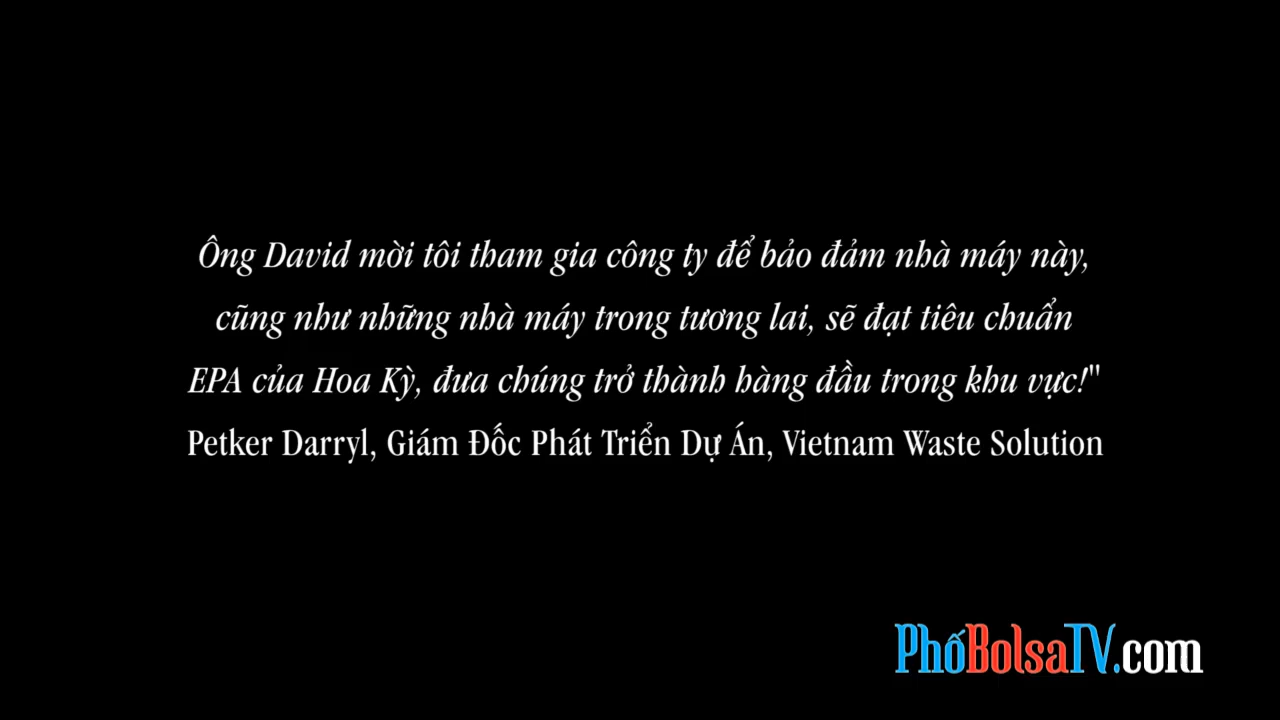 Ông David mời tôi tham gia công ty để bảo đảm nhà máy này,
cũng như những nhà máy trong tương lai, sẽ đạt tiêu chuẩn
EPA của Hoa Kỳ, đưa chúng trở thành hàng đầu trong khu vực!"
Petker Darryl, Giám Đốc Phát Triển Dự Án, Vietnam Waste Solution
PhốBolsaTV.com